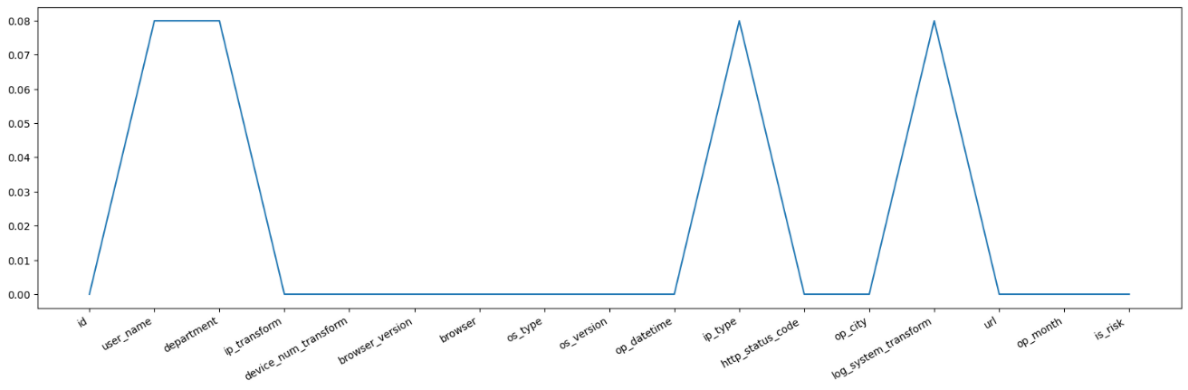 0.08
0.07
0.06
0.05
0.04
0.03
0.02
0.01
0.00
id
user_name
department
ip_transform
device_num_transform
browser_version
browser
os_type
os_version
op_datetime
ip_type
http_status_code
op_city
log_system_transform
url
op_month
is_risk